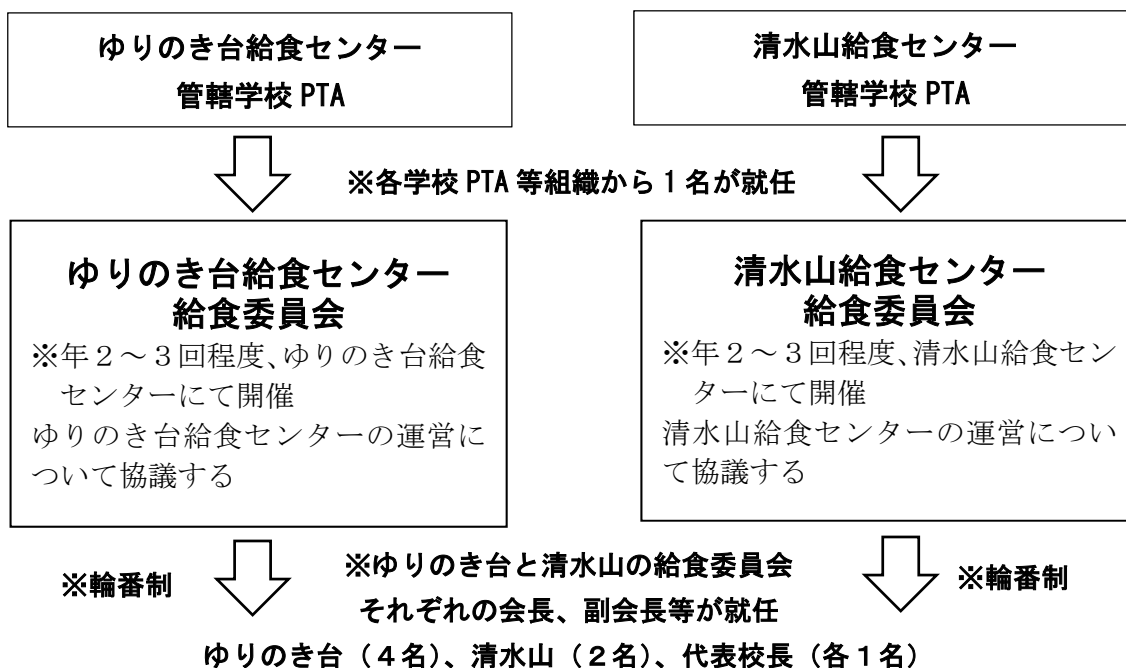 ゆりのき台給食センター
管轄学校 PTA
清水山給食センター
管轄学校 PTA
※各学校 PTA 等組織から 1 名が就任
ゆりのき台給食センター
給食委員会
※年２～３回程度、ゆりのき台給食
センターにて開催
ゆりのき台給食センターの運営に
ついて協議する
清水山給食センター
給食委員会
※年２～３回程度、清水山給食セン
ターにて開催
清水山給食センターの運営につい
て協議する
※輪番制
※ゆりのき台と清水山の給食委員会
それぞれの会長、副会長等が就任
※輪番制
ゆりのき台（４名）、清水山（２名）、代表校長（各１名）